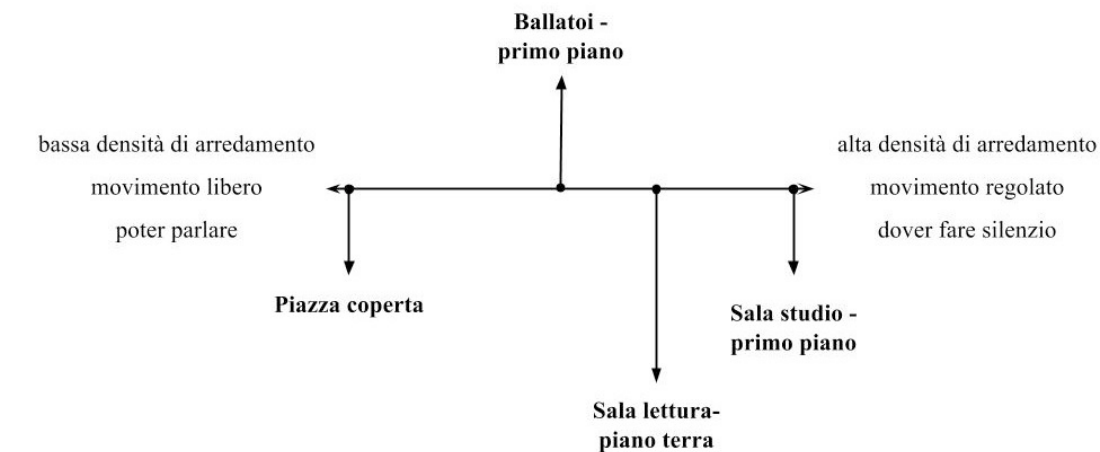 Ballatoi -
primo piano
bassa densità di arredamento
movimento libero
poter parlare
alta densità di arredamento
movimento regolato
dover fare silenzio
Piazza coperta
Sala studio -
primo piano
Sala lettura-
piano terra